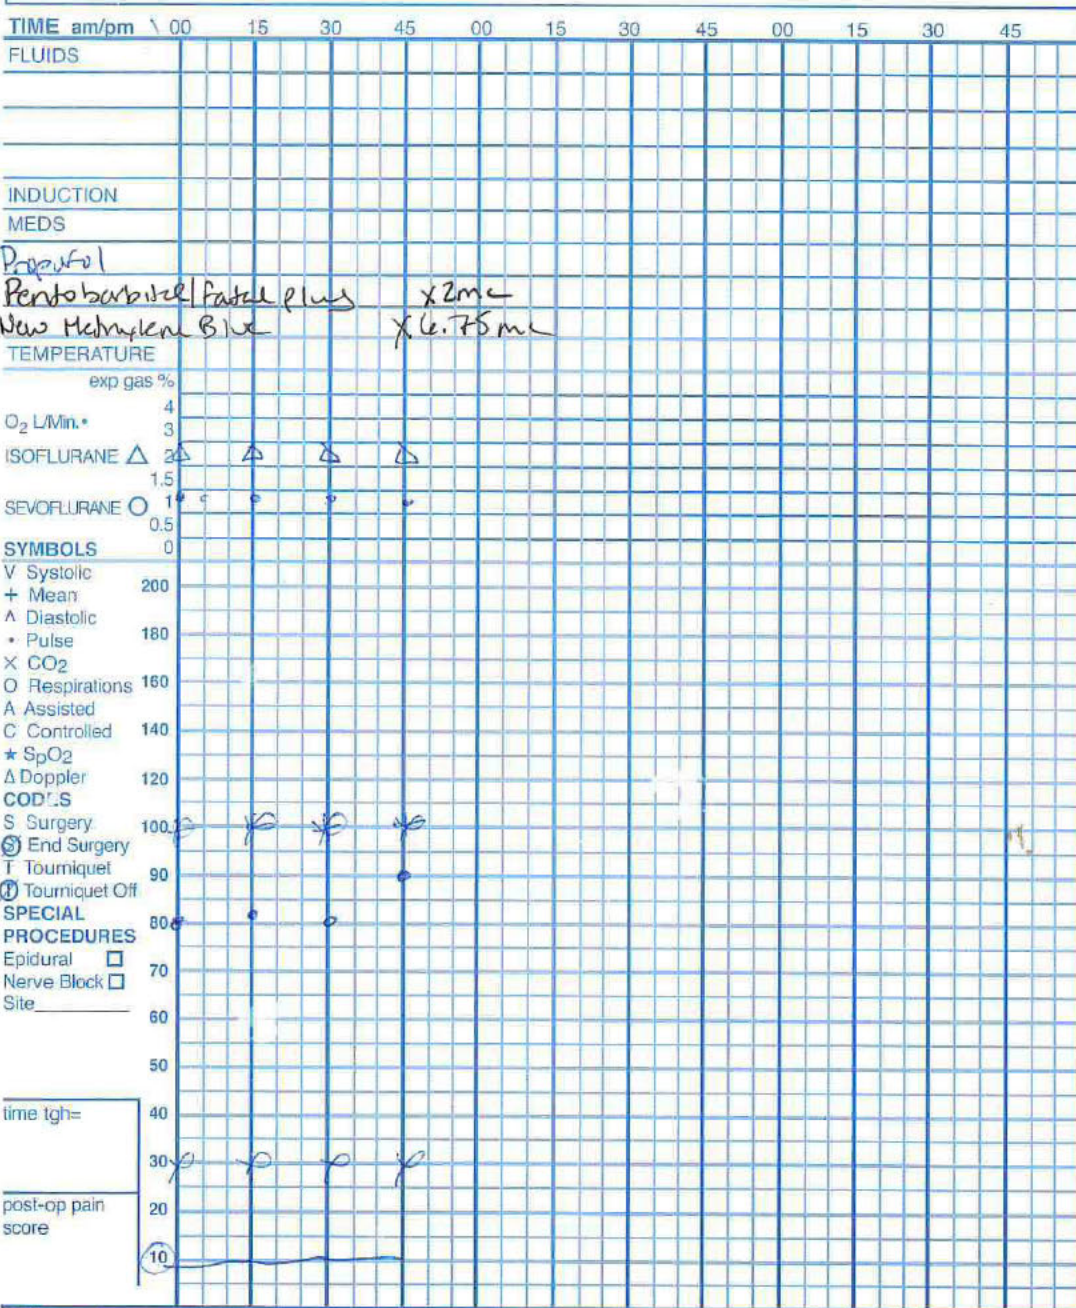 TIME am/pm \ 00 15 30 45 00 15 30 45 00 15 30 45
FLUIDS
INDUCTION
MEDS
Propofol
Pentobarbital/fatal plus x2mL
New Methylene Blue
TEMPERATURE
exp gas %
4
O2 L/Min.•
3
ISOFLURANE △ 2
1.5
SEVOFLURANE O 1
0.5
SYMBOLS 0
V Systolic
200
+ Mean
^ Diastolic
• Pulse 180
X CO2
O Respirations 160
A Assisted
C Controlled 140
★ SpO2
Δ Doppler 120
CODES
S Surgery 100
Ⓢ End Surgery
T Tourniquet 90
Ⓣ Tourniquet Off
SPECIAL 80
PROCEDURES
Epidural ☐ 70
Nerve Block ☐
Site________
60
50
time tgh= 40
30
post-op pain 20
score
10